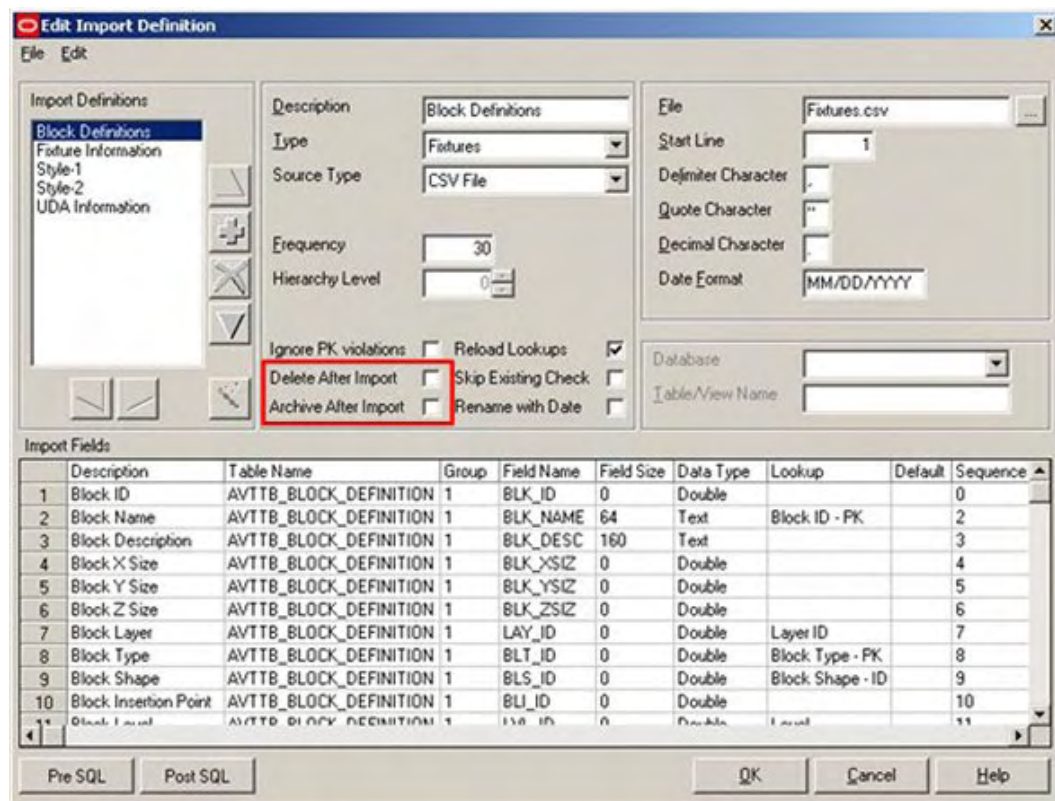 Edit Import Definition
File Edit
Import Definitions
Block Definitions
Fixture Information
Style-1
Style-2
UDA Information
Description Block Definitions
Type Fixtures
Source Type CSV File
Frequency 30
Hierarchy Level 0
Ignore PK violations Reload Lookups
Delete After Import Skip Existing Check
Archive After Import Rename with Date
File Fixtures.csv ...
Start Line 1
Delimiter Character ,
Quote Character "
Decimal Character .
Date Format MM/DD/YYYY
Database
Table/View Name
Import Fields
Description Table Name Group Field Name Field Size Data Type Lookup Default Sequence
1 Block ID AVTTB_BLOCK_DEFINITION 1 BLK_ID 0 Double 0
2 Block Name AVTTB_BLOCK_DEFINITION 1 BLK_NAME 64 Text Block ID - PK 2
3 Block Description AVTTB_BLOCK_DEFINITION 1 BLK_DESC 160 Text 3
4 Block X Size AVTTB_BLOCK_DEFINITION 1 BLK_XSIZ 0 Double 4
5 Block Y Size AVTTB_BLOCK_DEFINITION 1 BLK_YSIZ 0 Double 5
6 Block Z Size AVTTB_BLOCK_DEFINITION 1 BLK_ZSIZ 0 Double 6
7 Block Layer AVTTB_BLOCK_DEFINITION 1 LAY_ID 0 Double Layer ID 7
8 Block Type AVTTB_BLOCK_DEFINITION 1 BLT_ID 0 Double Block Type - PK 8
9 Block Shape AVTTB_BLOCK_DEFINITION 1 BLS_ID 0 Double Block Shape - ID 9
10 Block Insertion Point AVTTB_BLOCK_DEFINITION 1 BLI_ID 0 Double 10
11 Block Level AVTTB_BLOCK_DEFINITION 1 LVL_ID 0 Double Level 11
Pre SQL Post SQL OK Cancel Help